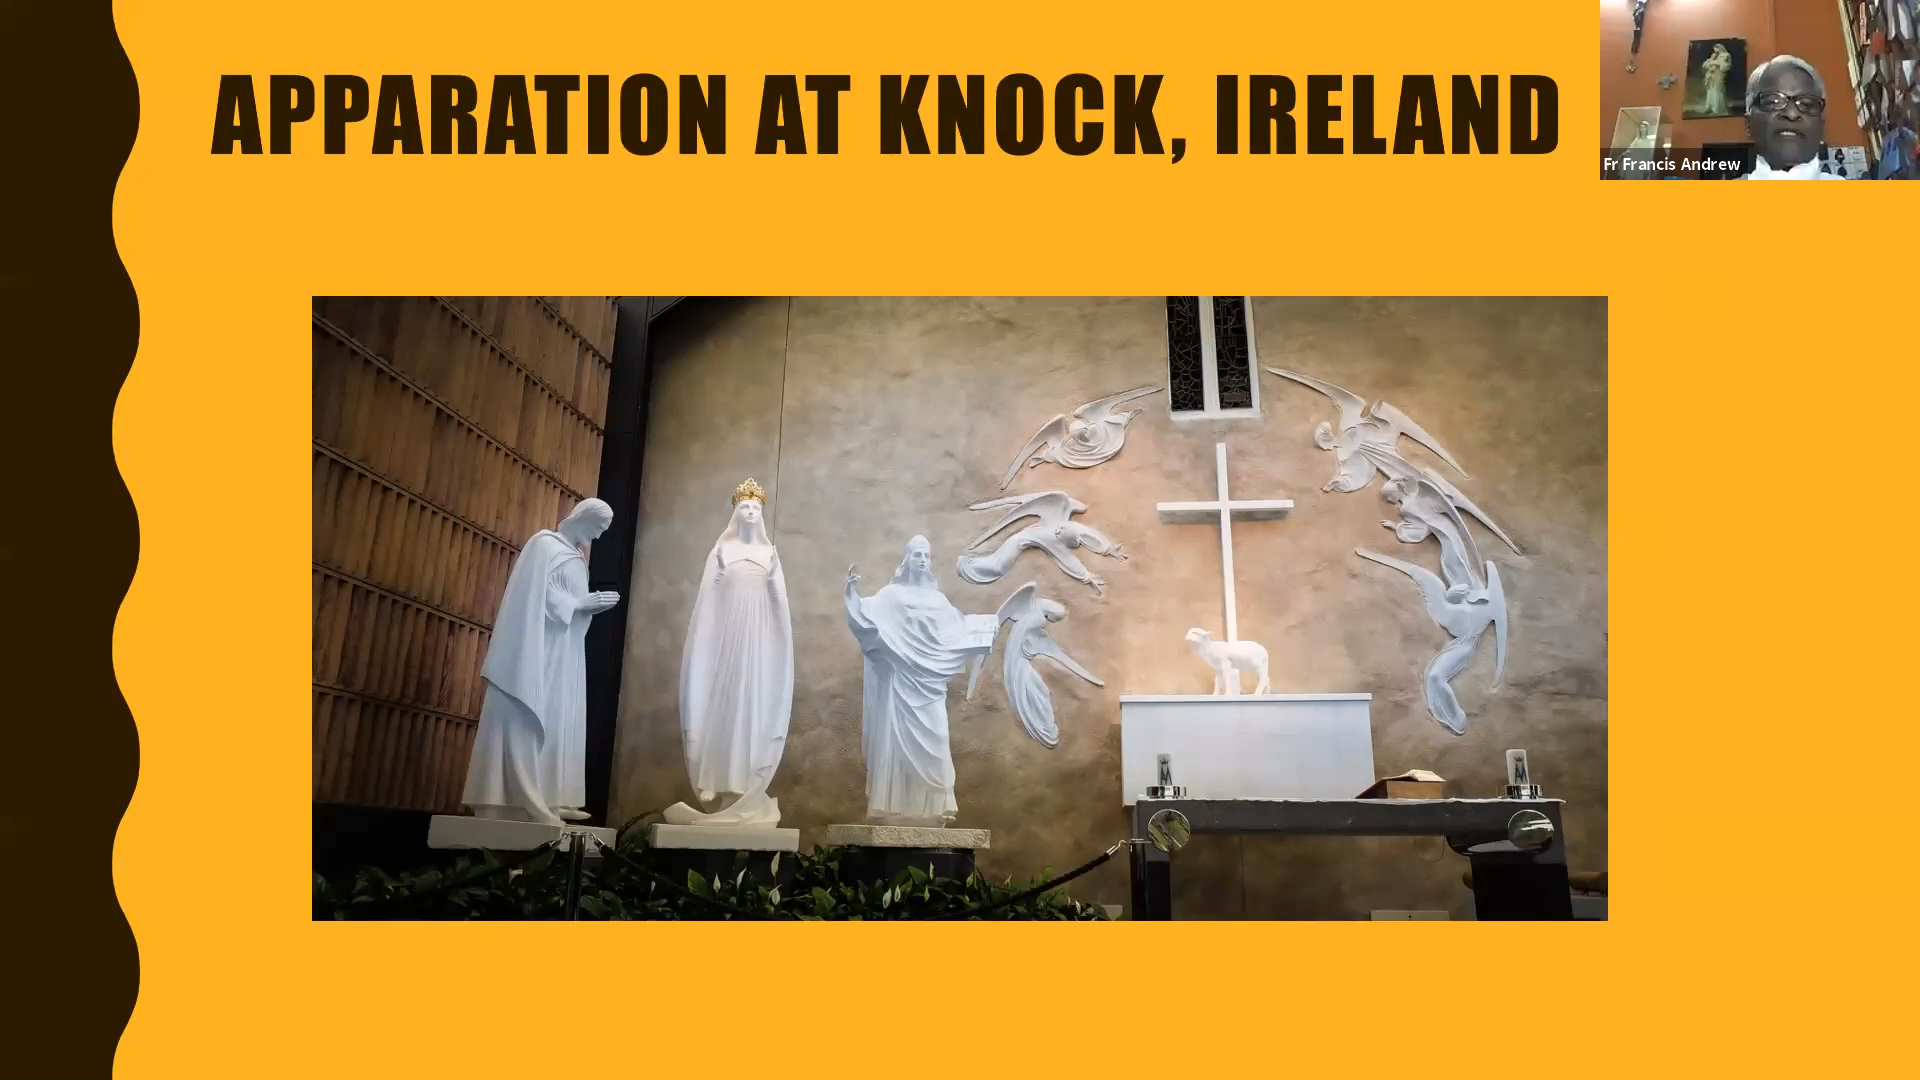 APPARATION AT KNOCK, IRELAND
Fr Francis Andrew